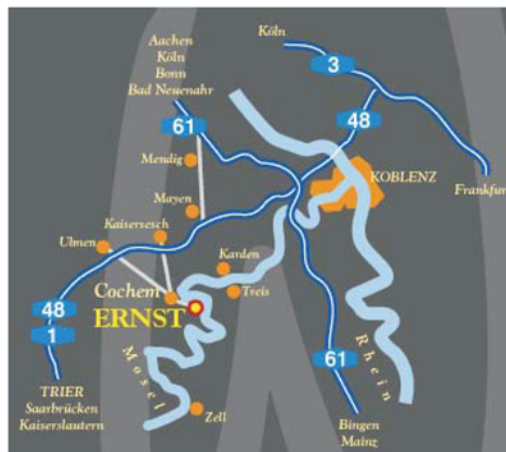 Aachen
Köln
Bonn
Bad Neuenahr
Köln
3
48
61
Mendig
KOBLENZ
Frankfurt
Mayen
Kaisersesch
Ulmen
Karden
Treis
Cochem
ERNST
48
1
Mosel
Rhein
61
TRIER
Saarbrücken
Kaiserslautern
Zell
Bingen
Mainz